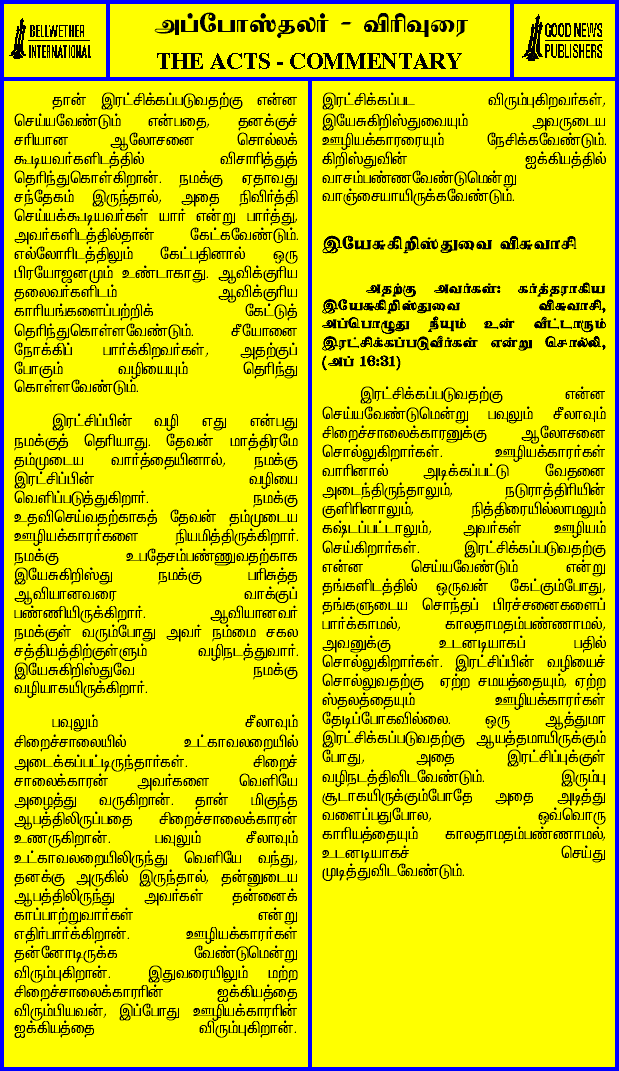 BELLWETHER
INTERNATIONAL
அப்போஸ்தலர் - விரிவுரை
THE ACTS - COMMENTARY
GOOD NEWS
PUBLISHERS
தான் இரட்சிக்கப்படுவதற்கு என்ன
செய்யவேண்டும் என்பதை, தனக்குச்
சரியான ஆலோசனை சொல்லக்
கூடியவர்களிடத்தில் விசாரித்துத்
தெரிந்துகொள்கிறான். நமக்கு ஏதாவது
சந்தேகம் இருந்தால், அதை நிவிர்த்தி
செய்யக்கூடியவர்கள் யார் என்று பார்த்து,
அவர்களிடத்தில்தான் கேட்கவேண்டும்.
எல்லோரிடத்திலும் கேட்பதினால் ஒரு
பிரயோஜனமும் உண்டாகாது. ஆவிக்குரிய
தலைவர்களிடம் ஆவிக்குரிய
காரியங்களைப்பற்றிக் கேட்டுத்
தெரிந்துகொள்ளவேண்டும். சீயோனை
நோக்கிப் பார்க்கிறவர்கள், அதற்குப்
போகும் வழியையும் தெரிந்து
கொள்ளவேண்டும்.
இரட்சிப்பின் வழி எது என்பது
நமக்குத் தெரியாது. தேவன் மாத்திரமே
தம்முடைய வார்த்தையினால், நமக்கு
இரட்சிப்பின் வழியை
வெளிப்படுத்துகிறார். நமக்கு
உதவிசெய்வதற்காகத் தேவன் தம்முடைய
ஊழியக்காரர்களை நியமித்திருக்கிறார்.
நமக்கு உபதேசம்பண்ணுவதற்காக
இயேசுகிறிஸ்து நமக்கு பரிசுத்த
ஆவியானவரை வாக்குப்
பண்ணியிருக்கிறார். ஆவியானவர்
நமக்குள் வரும்போது அவர் நம்மை சகல
சத்தியத்திற்குள்ளும் வழிநடத்துவார்.
இயேசுகிறிஸ்துவே நமக்கு
வழியாகயிருக்கிறார்.
பவுலும் சீலாவும்
சிறைச்சாலையில் உட்காவலறையில்
அடைக்கப்பட்டிருந்தார்கள். சிறைச்
சாலைக்காரன் அவர்களை வெளியே
அழைத்து வருகிறான். தான் மிகுந்த
ஆபத்திலிருப்பதை சிறைச்சாலைக்காரன்
உணருகிறான். பவுலும் சீலாவும்
உட்காவலறையிலிருந்து வெளியே வந்து,
தனக்கு அருகில் இருந்தால், தன்னுடைய
ஆபத்திலிருந்து அவர்கள் தன்னைக்
காப்பாற்றுவார்கள் என்று
எதிர்பார்க்கிறான். ஊழியக்காரர்கள்
தன்னோடிருக்க வேண்டுமென்று
விரும்புகிறான். இதுவரையிலும் மற்ற
சிறைச்சாலைக்காரரின் ஐக்கியத்தை
விரும்பியவன், இப்போது ஊழியக்காரரின்
ஐக்கியத்தை விரும்புகிறான்.
இரட்சிக்கப்பட விரும்புகிறவர்கள்,
இயேசுகிறிஸ்துவையும் அவருடைய
ஊழியக்காரரையும் நேசிக்கவேண்டும்.
கிறிஸ்துவின் ஐக்கியத்தில்
வாசம்பண்ணவேண்டுமென்று
வாஞ்சையாயிருக்கவேண்டும்.
இயேசுகிறிஸ்துவை விசுவாசி
அதற்கு அவர்கள்: கர்த்தராகிய
இயேசுகிறிஸ்துவை விசுவாசி,
அப்பொழுது நீயும் உன் வீட்டாரும்
இரட்சிக்கப்படுவீர்கள் என்று சொல்லி,
(அப் 16:31)
இரட்சிக்கப்படுவதற்கு என்ன
செய்யவேண்டுமென்று பவுலும் சீலாவும்
சிறைச்சாலைக்காரனுக்கு ஆலோசனை
சொல்லுகிறார்கள். ஊழியக்காரர்கள்
வாரினால் அடிக்கப்பட்டு வேதனை
அடைந்திருந்தாலும், நடுராத்திரியின்
குளிரினாலும், நித்திரையில்லாமலும்
கஷ்டப்பட்டாலும், அவர்கள் ஊழியம்
செய்கிறார்கள். இரட்சிக்கப்படுவதற்கு
என்ன செய்யவேண்டும் என்று
தங்களிடத்தில் ஒருவன் கேட்கும்போது,
தங்களுடைய சொந்தப் பிரச்சனைகளைப்
பார்க்காமல், காலதாமதம்பண்ணாமல்,
அவனுக்கு உடனடியாகப் பதில்
சொல்லுகிறார்கள். இரட்சிப்பின் வழியைச்
சொல்லுவதற்கு ஏற்ற சமயத்தையும், ஏற்ற
ஸ்தலத்தையும் ஊழியக்காரர்கள்
தேடிப்போகவில்லை. ஒரு ஆத்துமா
இரட்சிக்கப்படுவதற்கு ஆயத்தமாயிருக்கும்
போது, அதை இரட்சிப்புக்குள்
வழிநடத்திவிடவேண்டும். இரும்பு
சூடாகயிருக்கும்போதே அதை அடித்து
வளைப்பதுபோல, ஒவ்வொரு
காரியத்தையும் காலதாமதம்பண்ணாமல்,
உடனடியாகச் செய்து
முடித்துவிடவேண்டும்.